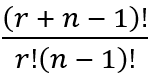 (r + n − 1)!
r!(n − 1)!